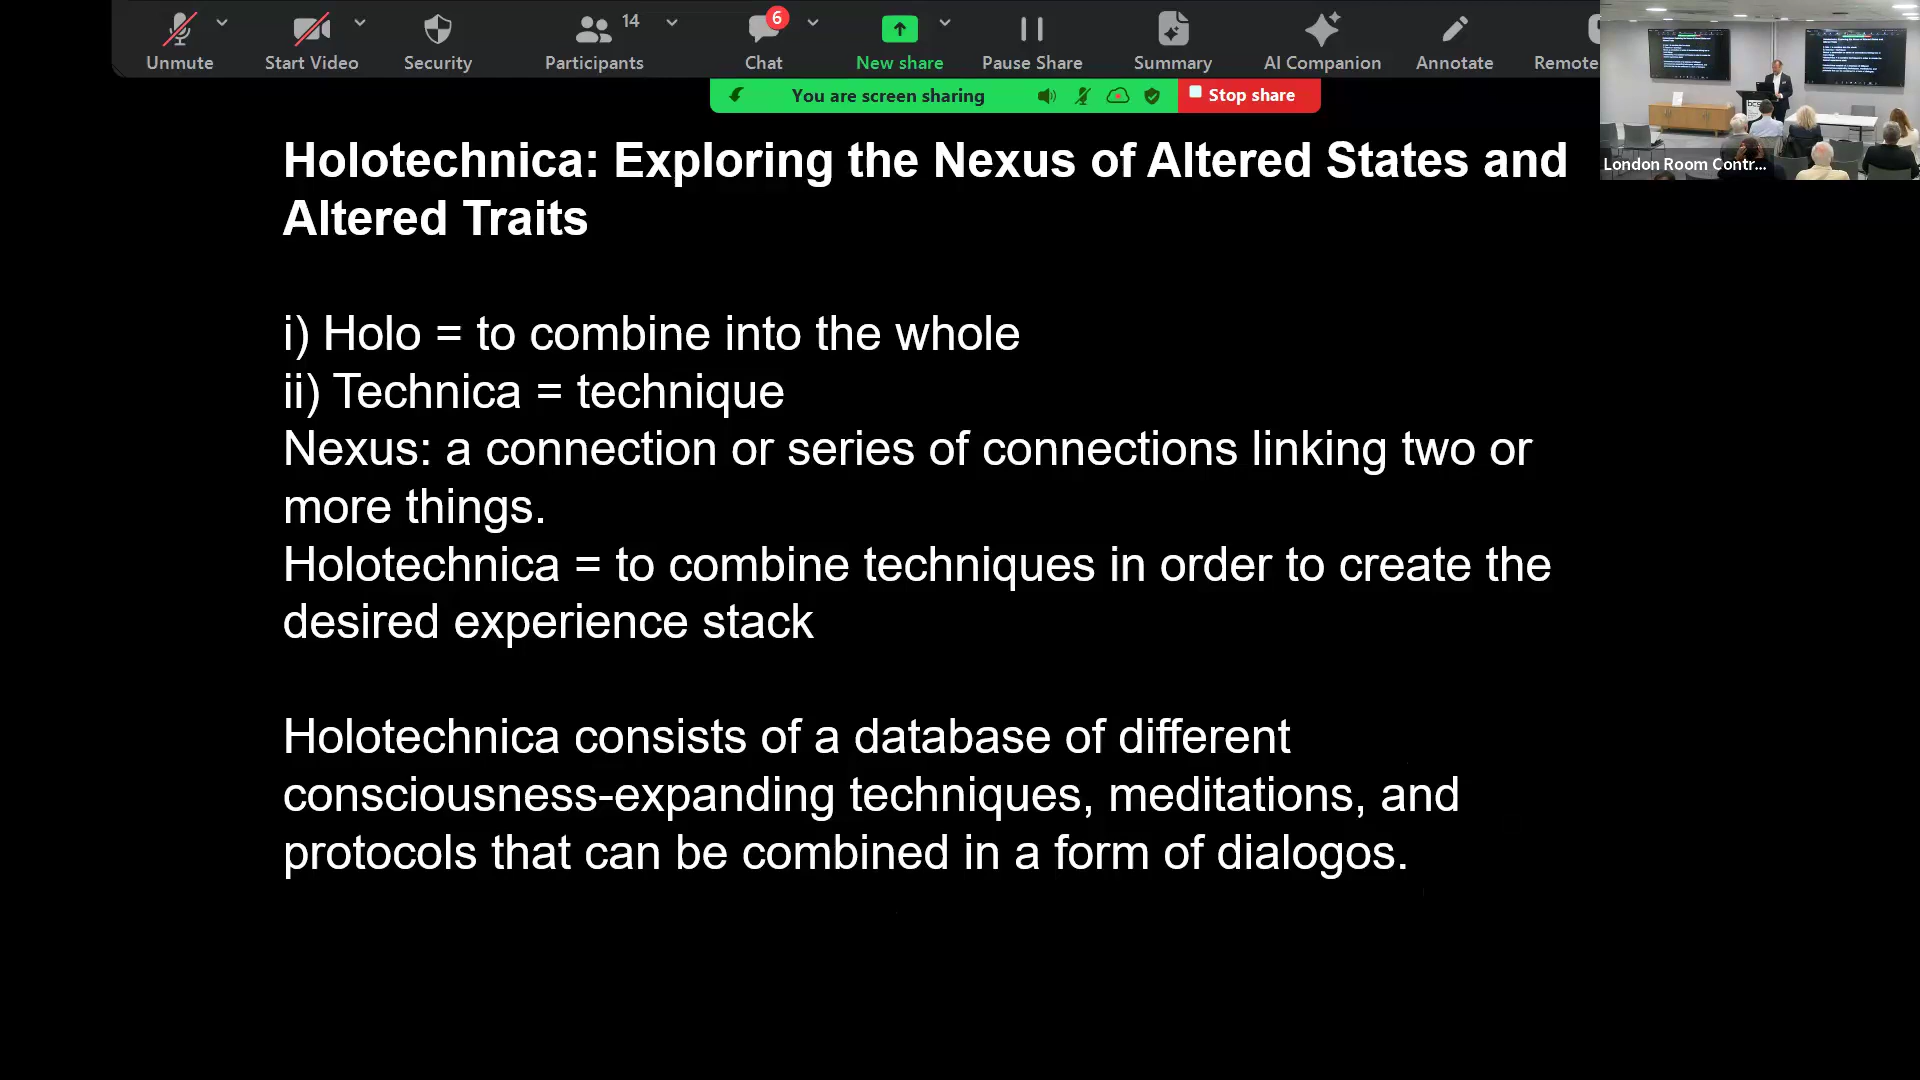 14
6
Unmute
Start Video
Security
Participants
Chat
New share
Pause Share
Summary
AI Companion
Annotate
Remote
You are screen sharing
Stop share
London Room Contr...
Holotechnica: Exploring the Nexus of Altered States and
Altered Traits
i) Holo = to combine into the whole
ii) Technica = technique
Nexus: a connection or series of connections linking two or
more things.
Holotechnica = to combine techniques in order to create the
desired experience stack
Holotechnica consists of a database of different
consciousness-expanding techniques, meditations, and
protocols that can be combined in a form of dialogos.